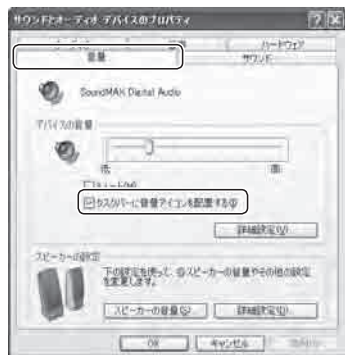 サウンドとオーディオ デバイスのプロパティ
ハードウェア
音量
サウンド
SoundMAX Digital Audio
デバイスの音量
低
高
タスクバーに音量アイコンを配置する(I)
詳細設定(V)
スピーカーの設定
下の設定を使って、各スピーカーの音量やその他の設定
を変更します。
スピーカーの音量(S)
詳細設定(D)
OK
キャンセル